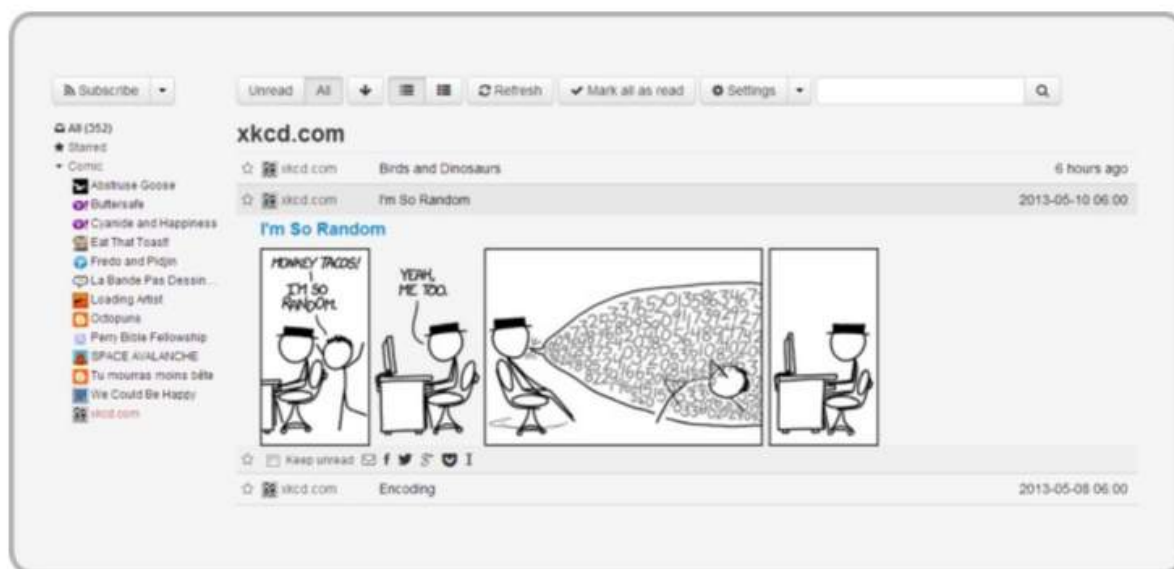 Subscribe
Unread All Refresh Mark all as read Settings
All (352)
Starred
Comic
Abstruse Goose
Buttersafe
Cyanide and Happiness
Eat That Toast!
Fredo and Pidjin
La Bande Pas Dessin...
Loading Artist
Octopuns
Perry Bible Fellowship
SPACE AVALANCHE
Tu mourras moins bête
We Could Be Happy
xkcd.com
xkcd.com
xkcd.com Birds and Dinosaurs 6 hours ago
xkcd.com I'm So Random 2013-05-10 06:00
I'm So Random
MONKEY TACOS!
I'M SO
RANDOM.
YEAH,
ME TOO.
Keep unread
xkcd.com Encoding 2013-05-08 06:00